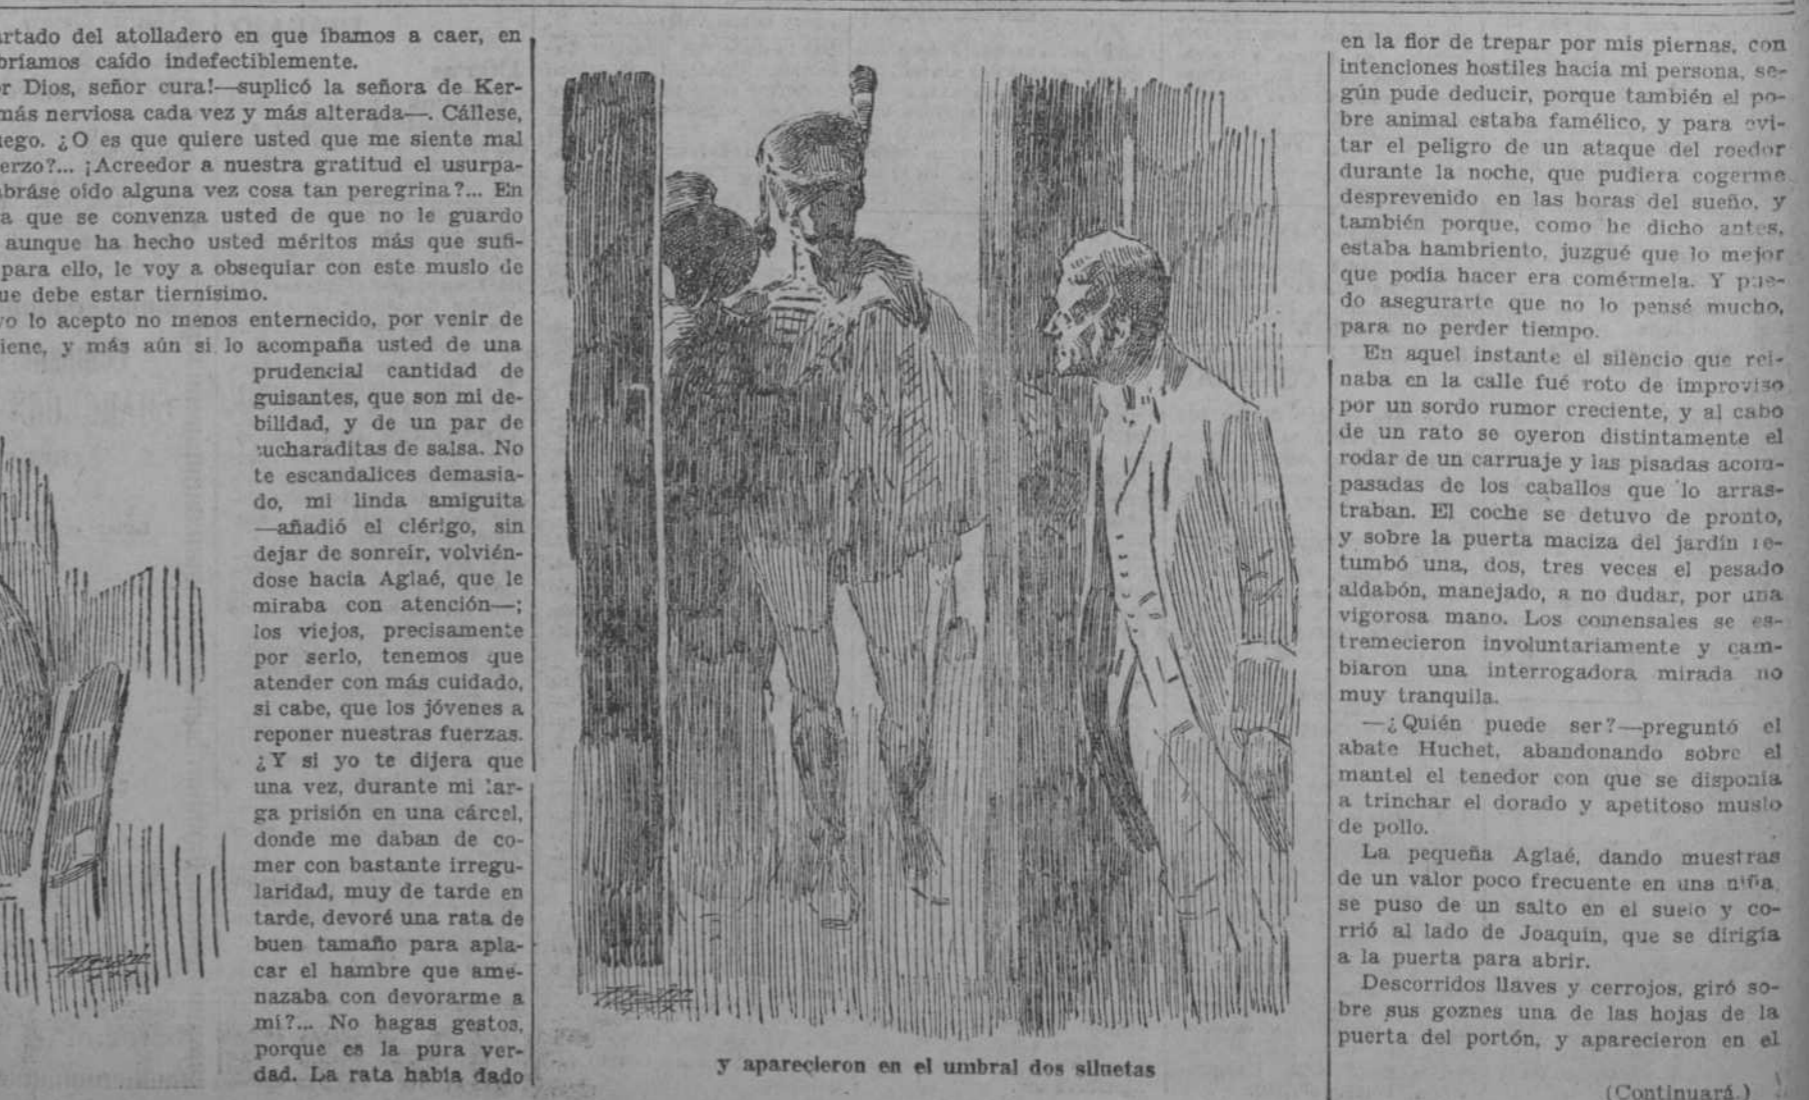 rtado del atolladero en que íbamos a caer, en
bríamos caído indefectiblemente.
r Dios, señor cura!—suplicó la señora de Ker-
más nerviosa cada vez y más alterada—. Cállese,
uego. ¿O es que quiere usted que me siente mal
erzo?... ¡Acreedor a nuestra gratitud el usurpa-
abráse oído alguna vez cosa tan peregrina?... En
a que se convenza usted de que no le guardo
aunque ha hecho usted méritos más que sufi-
para ello, le voy a obsequiar con este muslo de
ue debe estar tiernísimo.
yo lo acepto no menos enternecido, por venir de
iene, y más aún si lo acompaña usted de una
prudencial cantidad de
guisantes, que son mi de-
bilidad, y de un par de
cucharaditas de salsa. No
te escandalices demasia-
do, mi linda amiguita
—añadió el clérigo, sin
dejar de sonreír, volvién-
dose hacia Aglaé, que le
miraba con atención—;
los viejos, precisamente
por serlo, tenemos que
atender con más cuidado,
si cabe, que los jóvenes a
reponer nuestras fuerzas.
¿Y si yo te dijera que
una vez, durante mi lar-
ga prisión en una cárcel,
donde me daban de co-
mer con bastante irregu-
laridad, muy de tarde en
tarde, devoré una rata de
buen tamaño para apla-
car el hambre que ame-
nazaba con devorarme a
mí?... No hagas gestos,
porque es la pura ver-
dad. La rata había dado
y aparecieron en el umbral dos siluetas
en la flor de trepar por mis piernas, con
intenciones hostiles hacia mi persona, se-
gún pude deducir, porque también el po-
bre animal estaba famélico, y para evi-
tar el peligro de un ataque del roedor
durante la noche, que pudiera cogerme
desprevenido en las horas del sueño, y
también porque, como he dicho antes,
estaba hambriento, juzgué que lo mejor
que podía hacer era comérmela. Y pue-
do asegurarte que no lo pensé mucho,
para no perder tiempo.
En aquel instante el silencio que rei-
naba en la calle fué roto de improviso
por un sordo rumor creciente, y al cabo
de un rato se oyeron distintamente el
rodar de un carruaje y las pisadas acom-
pasadas de los caballos que lo arras-
traban. El coche se detuvo de pronto,
y sobre la puerta maciza del jardín re-
tumbó una, dos, tres veces el pesado
aldabón, manejado, a no dudar, por una
vigorosa mano. Los comensales se es-
tremecieron involuntariamente y cam-
biaron una interrogadora mirada no
muy tranquila.
—¿Quién puede ser?—preguntó el
abate Huchet, abandonando sobre el
mantel el tenedor con que se disponía
a trinchar el dorado y apetitoso muslo
de pollo.
La pequeña Aglaé, dando muestras
de un valor poco frecuente en una niña,
se puso de un salto en el suelo y co-
rrió al lado de Joaquín, que se dirigía
a la puerta para abrir.
Descorridos llaves y cerrojos, giró so-
bre sus goznes una de las hojas de la
puerta del portón, y aparecieron en el
(Continuará.)